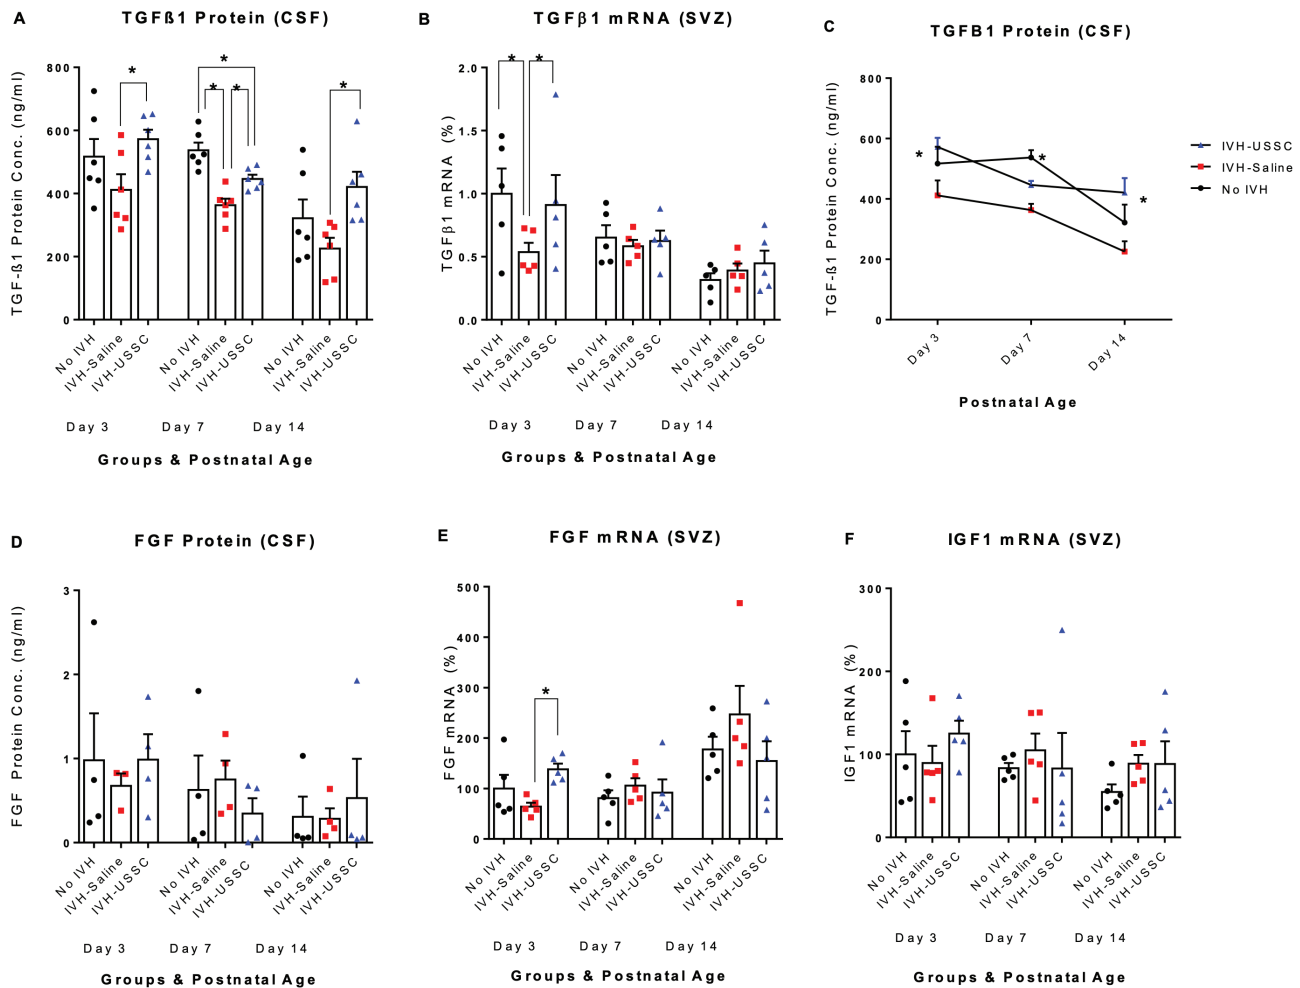 A
TGFß1 Protein (CSF)
TGF-ß1 Protein Conc. (ng/ml)
800
600
400
200
0
*
*
*
*
*
No IVH
IVH-Saline
IVH-USSC
No IVH
IVH-Saline
IVH-USSC
No IVH
IVH-Saline
IVH-USSC
Day 3
Day 7
Day 14
Groups & Postnatal Age
B
TGFβ1 mRNA (SVZ)
TGFβ1 mRNA (%)
2.0
1.5
1.0
0.5
0.0
*
*
No IVH
IVH-Saline
IVH-USSC
No IVH
IVH-Saline
IVH-USSC
No IVH
IVH-Saline
IVH-USSC
Day 3
Day 7
Day 14
Groups & Postnatal Age
C
TGFB1 Protein (CSF)
TGF-ß1 Protein Conc. (ng/ml)
800
600
400
200
0
*
*
*
Day 3
Day 7
Day 14
Postnatal Age
IVH-USSC
IVH-Saline
No IVH
D
FGF Protein (CSF)
FGF Protein Conc. (ng/ml)
3
2
1
0
No IVH
IVH-Saline
IVH-USSC
No IVH
IVH-Saline
IVH-USSC
No IVH
IVH-Saline
IVH-USSC
Day 3
Day 7
Day 14
Groups & Postnatal Age
E
FGF mRNA (SVZ)
FGF mRNA (%)
500
400
300
200
100
0
*
No IVH
IVH-Saline
IVH-USSC
No IVH
IVH-Saline
IVH-USSC
No IVH
IVH-Saline
IVH-USSC
Day 3
Day 7
Day 14
Groups & Postnatal Age
F
IGF1 mRNA (SVZ)
IGF1 mRNA (%)
300
200
100
0
No IVH
IVH-Saline
IVH-USSC
No IVH
IVH-Saline
IVH-USSC
No IVH
IVH-Saline
IVH-USSC
Day 3
Day 7
Day 14
Groups & Postnatal Age